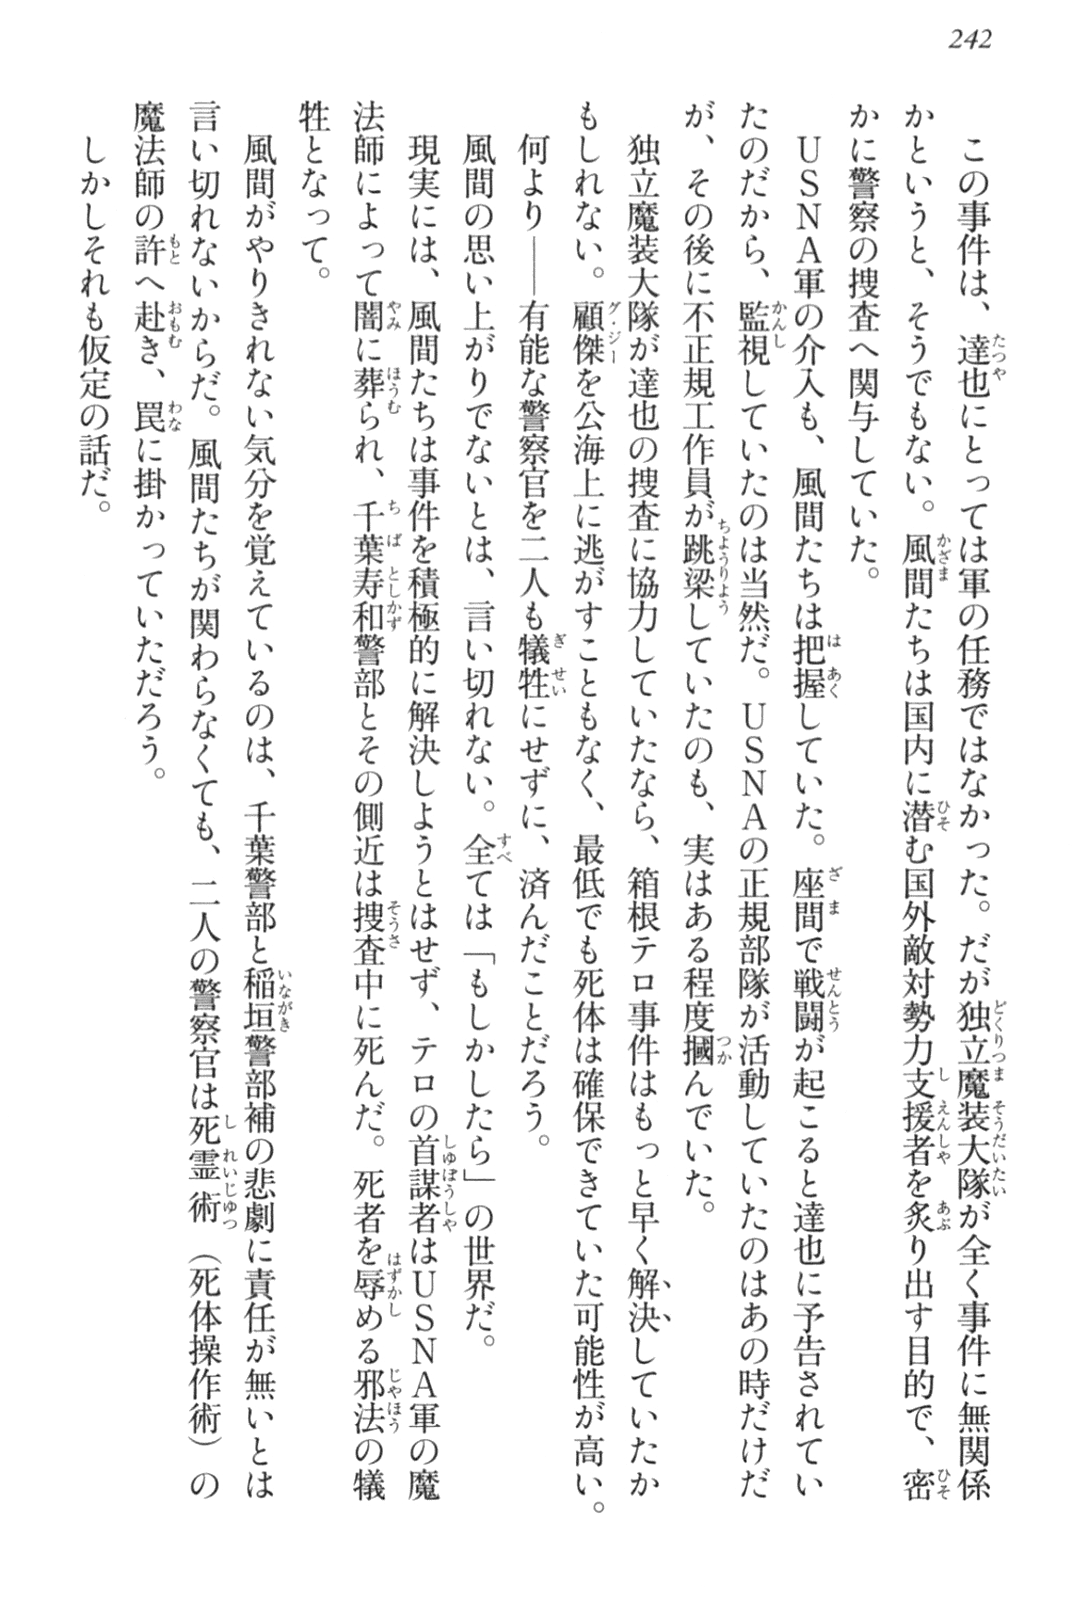 242
この事件は、達也にとっては軍の任務ではなかった。だが独立魔装大隊が全く事件に無関係
かというと、そうでもない。風間たちは国内に潜む国外敵対勢力支援者を炙り出す目的で、密
かに警察の捜査へ関与していた。
ＵＳＮＡ軍の介入も、風間たちは把握していた。座間で戦闘が起こると達也に予告されてい
たのだから、監視していたのは当然だ。ＵＳＮＡの正規部隊が活動していたのはあの時だけだ
が、その後に不正規工作員が跳梁していたのも、実はある程度摑んでいた。
独立魔装大隊が達也の捜査に協力していたなら、箱根テロ事件はもっと早く解決していたか
もしれない。顧傑を公海上に逃がすこともなく、最低でも死体は確保できていた可能性が高い。
何より――有能な警察官を二人も犠牲にせずに、済んだことだろう。
風間の思い上がりでないとは、言い切れない。全ては「もしかしたら」の世界だ。
現実には、風間たちは事件を積極的に解決しようとはせず、テロの首謀者はＵＳＮＡ軍の魔
法師によって闇に葬られ、千葉寿和警部とその側近は捜査中に死んだ。死者を辱める邪法の犠
牲となって。
風間がやりきれない気分を覚えているのは、千葉警部と稲垣警部補の悲劇に責任が無いとは
言い切れないからだ。風間たちが関わらなくても、二人の警察官は死霊術（死体操作術）の
魔法師の許へ赴き、罠に掛かっていただろう。
しかしそれも仮定の話だ。